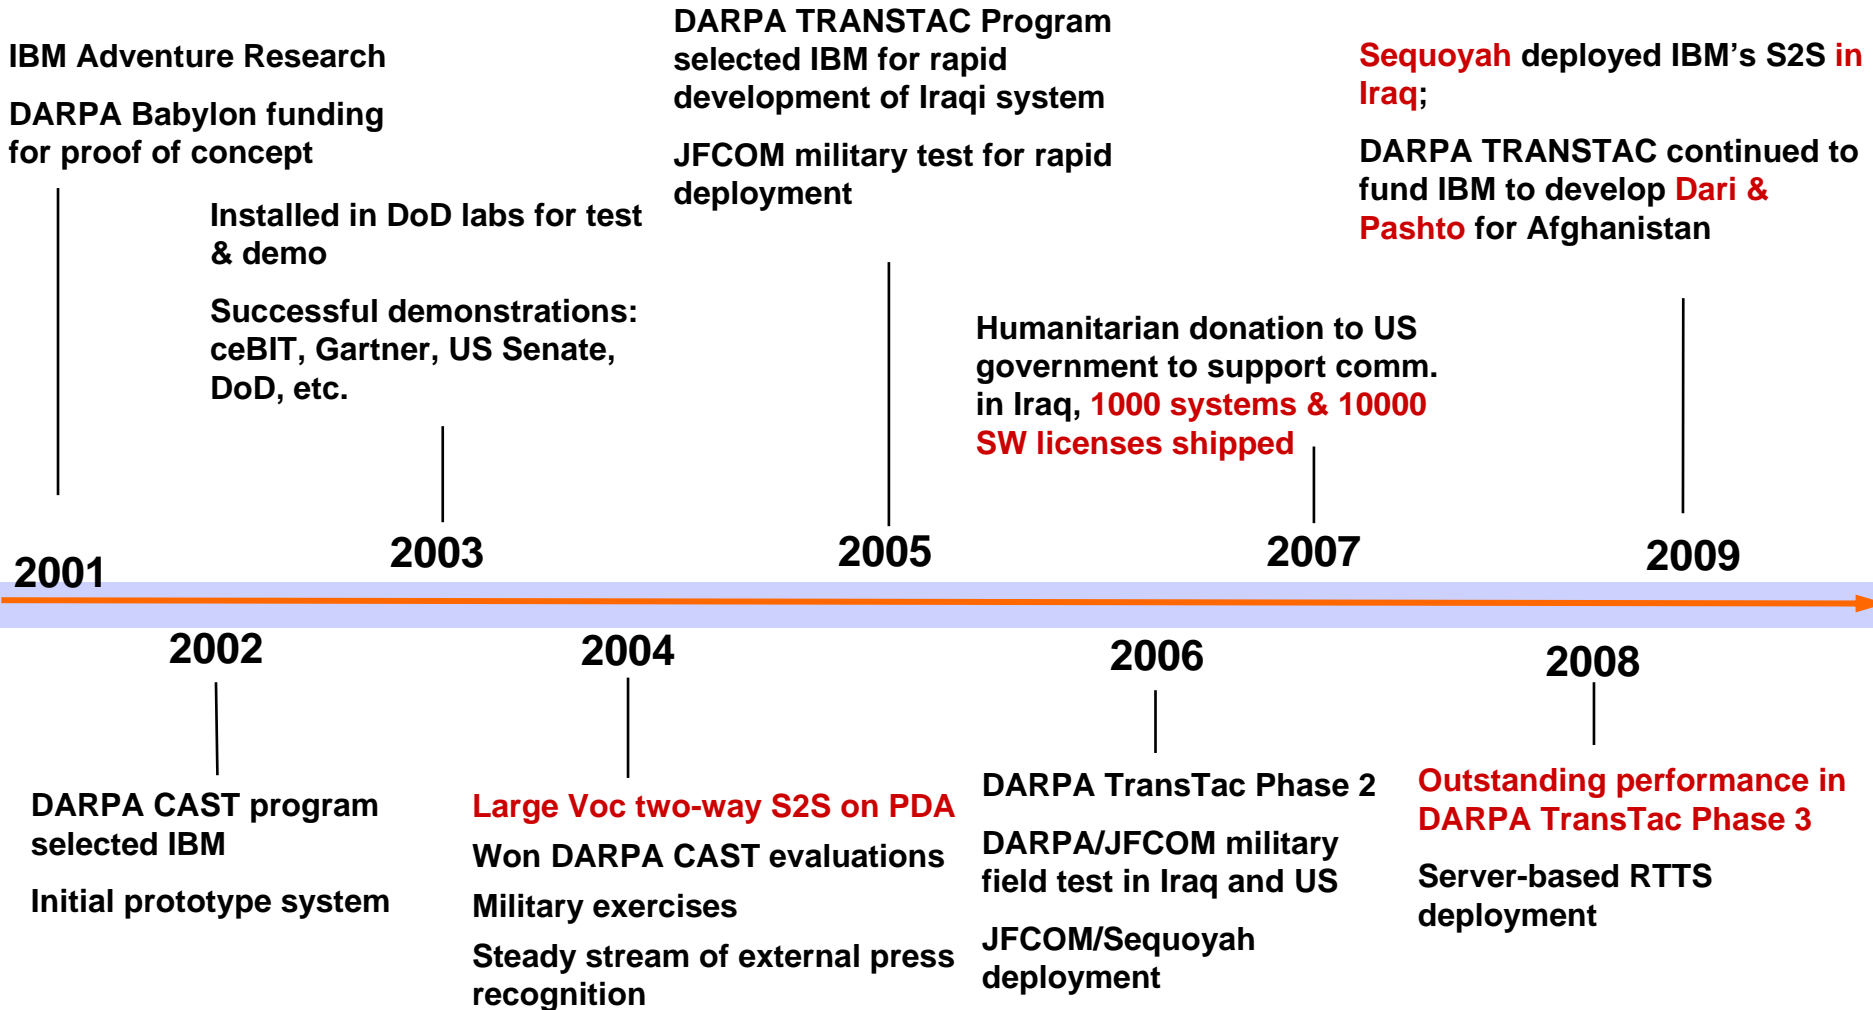 IBM Adventure Research
DARPA Babylon funding
for proof of concept
2001
DARPA CAST program
selected IBM
Initial prototype system
2002
Installed in DoD labs for test
& demo
Successful demonstrations:
ceBIT, Gartner, US Senate,
DoD, etc.
2003
2004
Large Voc two-way S2S on PDA
Won DARPA CAST evaluations
Military exercises
Steady stream of external press
recognition
DARPA TRANSTAC Program
selected IBM for rapid
development of Iraqi system
JFCOM military test for rapid
deployment
2005
2006
DARPA TransTac Phase 2
DARPA/JFCOM military
field test in Iraq and US
JFCOM/Sequoyah
deployment
Humanitarian donation to US
government to support comm.
in Iraq, 1000 systems & 10000
SW licenses shipped
2007
2008
Outstanding performance in
DARPA TransTac Phase 3
Server-based RTTS
deployment
Sequoyah deployed IBM’s S2S in
Iraq;
DARPA TRANSTAC continued to
fund IBM to develop Dari &
Pashto for Afghanistan
2009